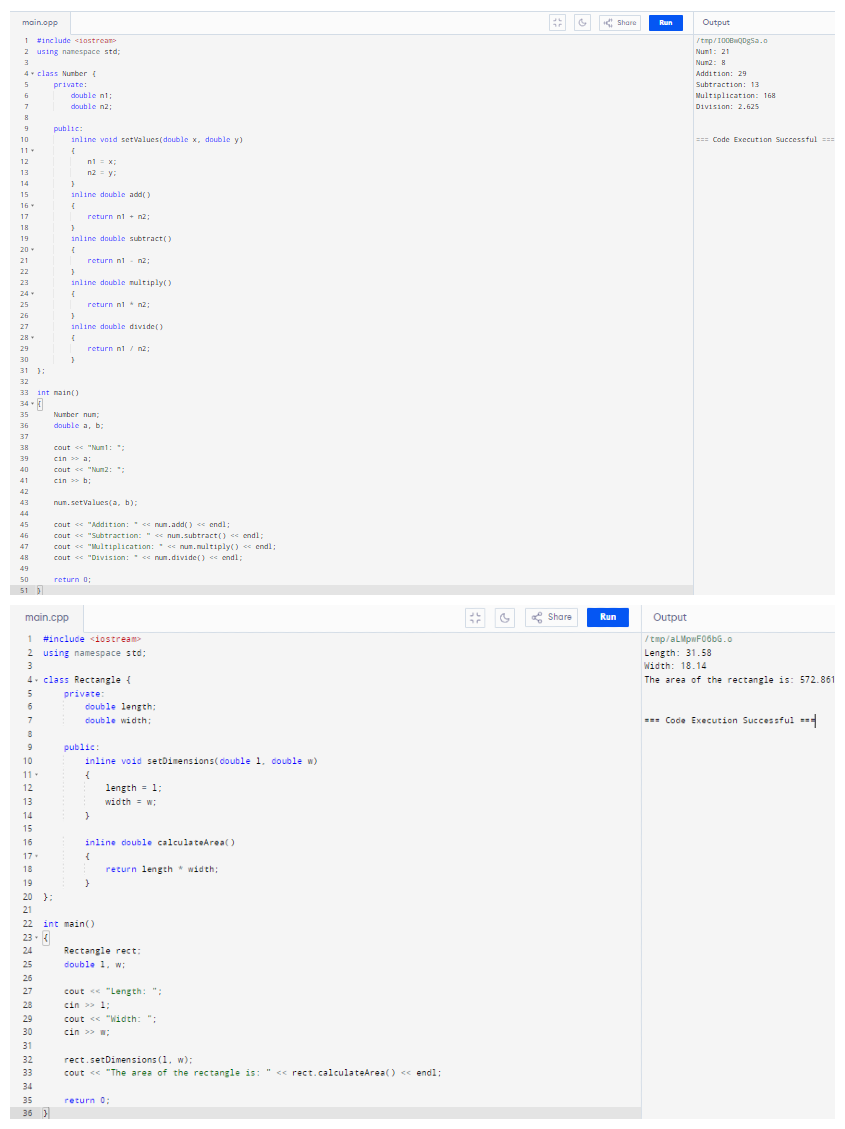 main.cpp
Share
Run
Output
1 #include <iostream>
2 using namespace std;
3
4 class Number {
5 private:
6 double n1;
7 double n2;
8
9 public:
10 inline void setValues(double x, double y)
11 {
12 n1 = x;
13 n2 = y;
14 }
15 inline double add()
16 {
17 return n1 + n2;
18 }
19 inline double subtract()
20 {
21 return n1 - n2;
22 }
23 inline double multiply()
24 {
25 return n1 * n2;
26 }
27 inline double divide()
28 {
29 return n1 / n2;
30 }
31 };
32
33 int main()
34 {
35 Number num;
36 double a, b;
37
38 cout << "Num1: ";
39 cin >> a;
40 cout << "Num2: ";
41 cin >> b;
42
43 num.setValues(a, b);
44
45 cout << "Addition: " << num.add() << endl;
46 cout << "Subtraction: " << num.subtract() << endl;
47 cout << "Multiplication: " << num.multiply() << endl;
48 cout << "Division: " << num.divide() << endl;
49
50 return 0;
51 }
Num1: 21
Num2: 8
Addition: 29
Subtraction: 13
Multiplication: 168
Division: 2.625
=== Code Execution Successful ===
main.cpp
Share
Run
Output
1 #include <iostream>
2 using namespace std;
3
4 class Rectangle {
5 private:
6 double length;
7 double width;
8
9 public:
10 inline void setDimensions(double l, double w)
11 {
12 length = l;
13 width = w;
14 }
15
16 inline double calculateArea()
17 {
18 return length * width;
19 }
20 };
21
22 int main()
23 {
24 Rectangle rect;
25 double l, w;
26
27 cout << "Length: ";
28 cin >> l;
29 cout << "Width: ";
30 cin >> w;
31
32 rect.setDimensions(l, w);
33 cout << "The area of the rectangle is: " << rect.calculateArea() << endl;
34
35 return 0;
36 }
/tmp/aLMpwF06bG.o
Length: 31.58
Width: 18.14
The area of the rectangle is: 572.861
=== Code Execution Successful ===